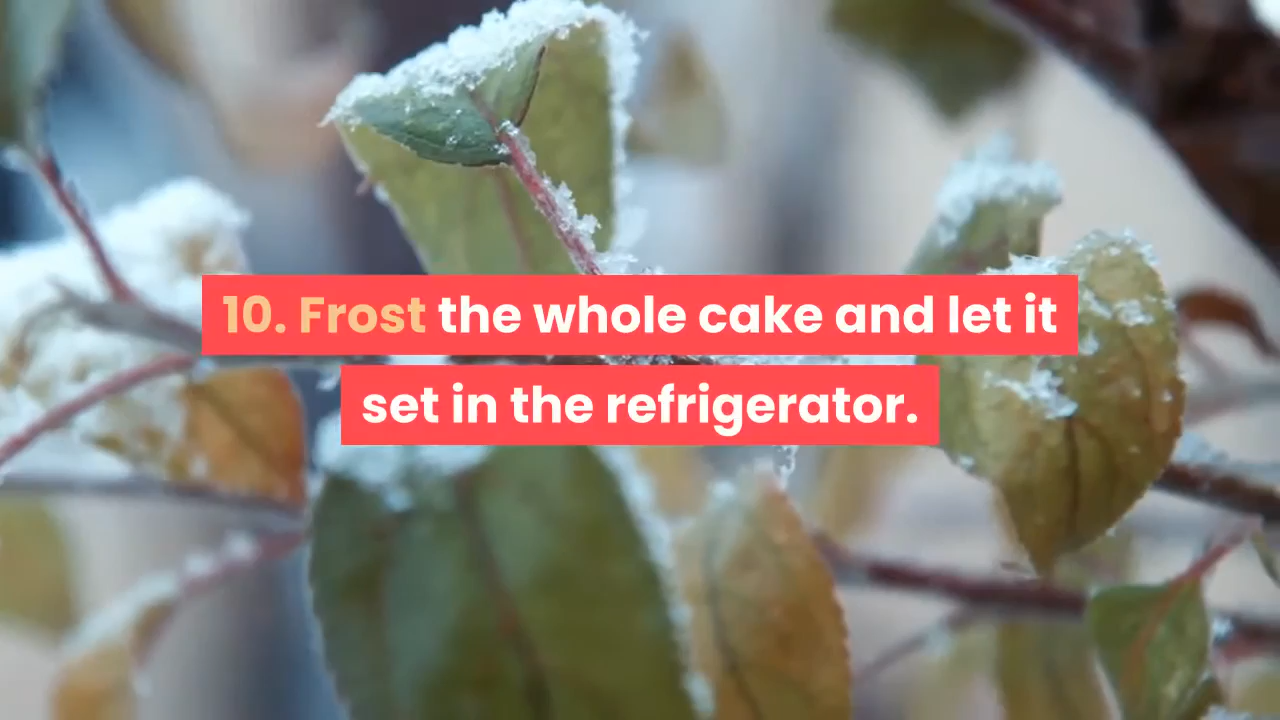 10. Frost the whole cake and let it
set in the refrigerator.